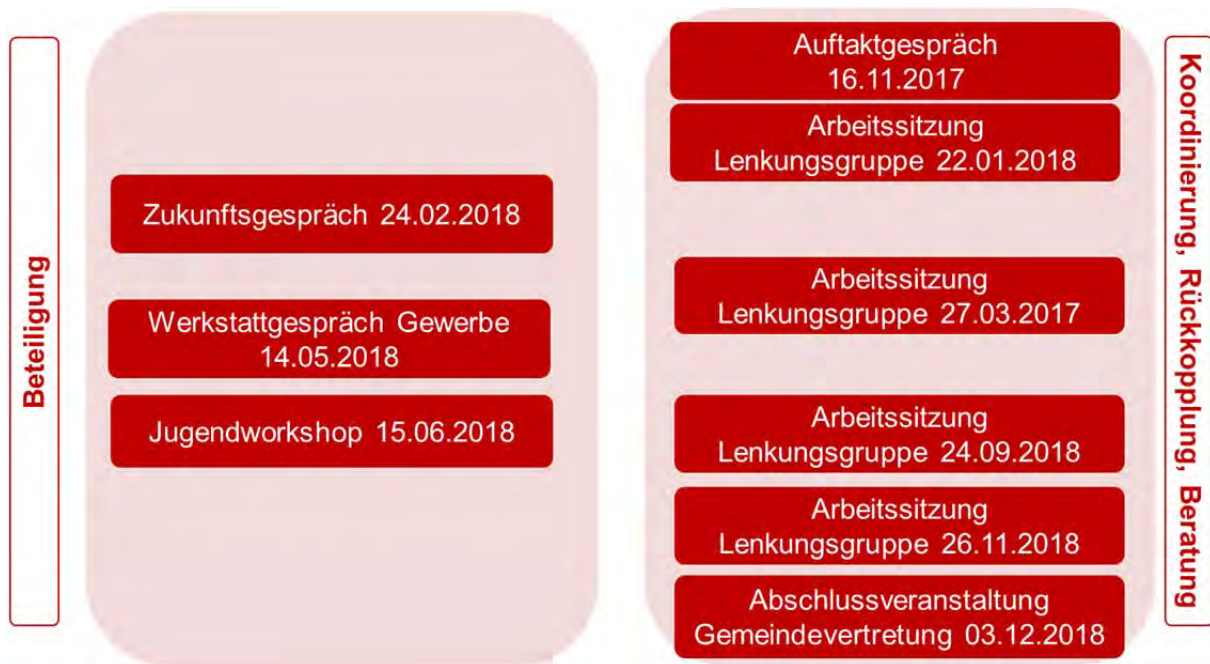 Beteiligung
Zukunftsgespräch 24.02.2018
Werkstattgespräch Gewerbe
14.05.2018
Jugendworkshop 15.06.2018
Auftaktgespräch
16.11.2017
Arbeitssitzung
Lenkungsgruppe 22.01.2018
Arbeitssitzung
Lenkungsgruppe 27.03.2017
Arbeitssitzung
Lenkungsgruppe 24.09.2018
Arbeitssitzung
Lenkungsgruppe 26.11.2018
Abschlussveranstaltung
Gemeindevertretung 03.12.2018
Koordinierung, Rückkopplung, Beratung